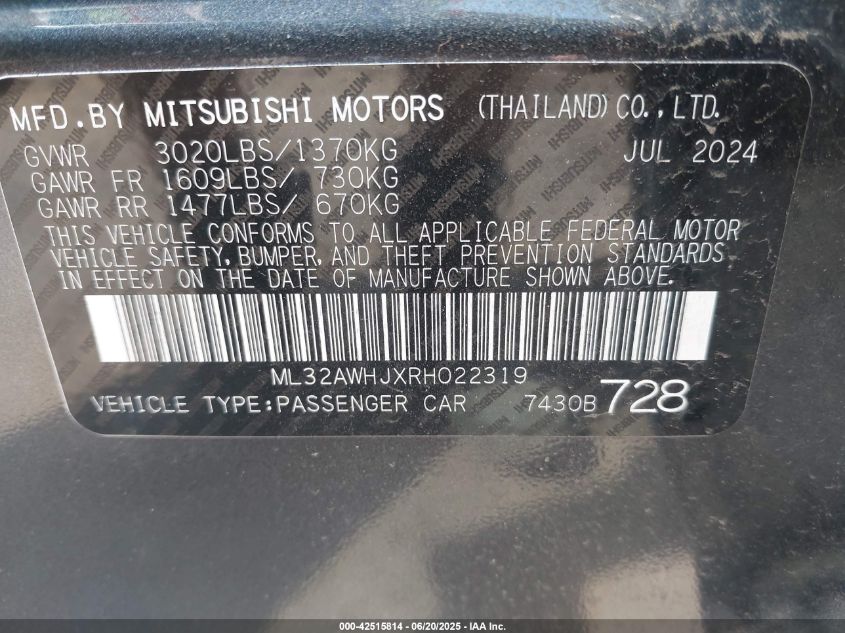 MFD.BY MITSUBISHI MOTORS (THAILAND) CO., LTD.
GVWR 3020LBS/1370KG JUL 2024
GAWR FR 1609LBS/ 730KG
GAWR RR 1477LBS/ 670KG
THIS VEHICLE CONFORMS TO ALL APPLICABLE FEDERAL MOTOR
VEHICLE SAFETY, BUMPER, AND THEFT PREVENTION STANDARDS
IN EFFECT ON THE DATE OF MANUFACTURE SHOWN ABOVE.
ML32AWHJXRH022319
VEHICLE TYPE:PASSENGER CAR 7430B 728
000-42515814 - 06/20/2025 - IAA Inc.